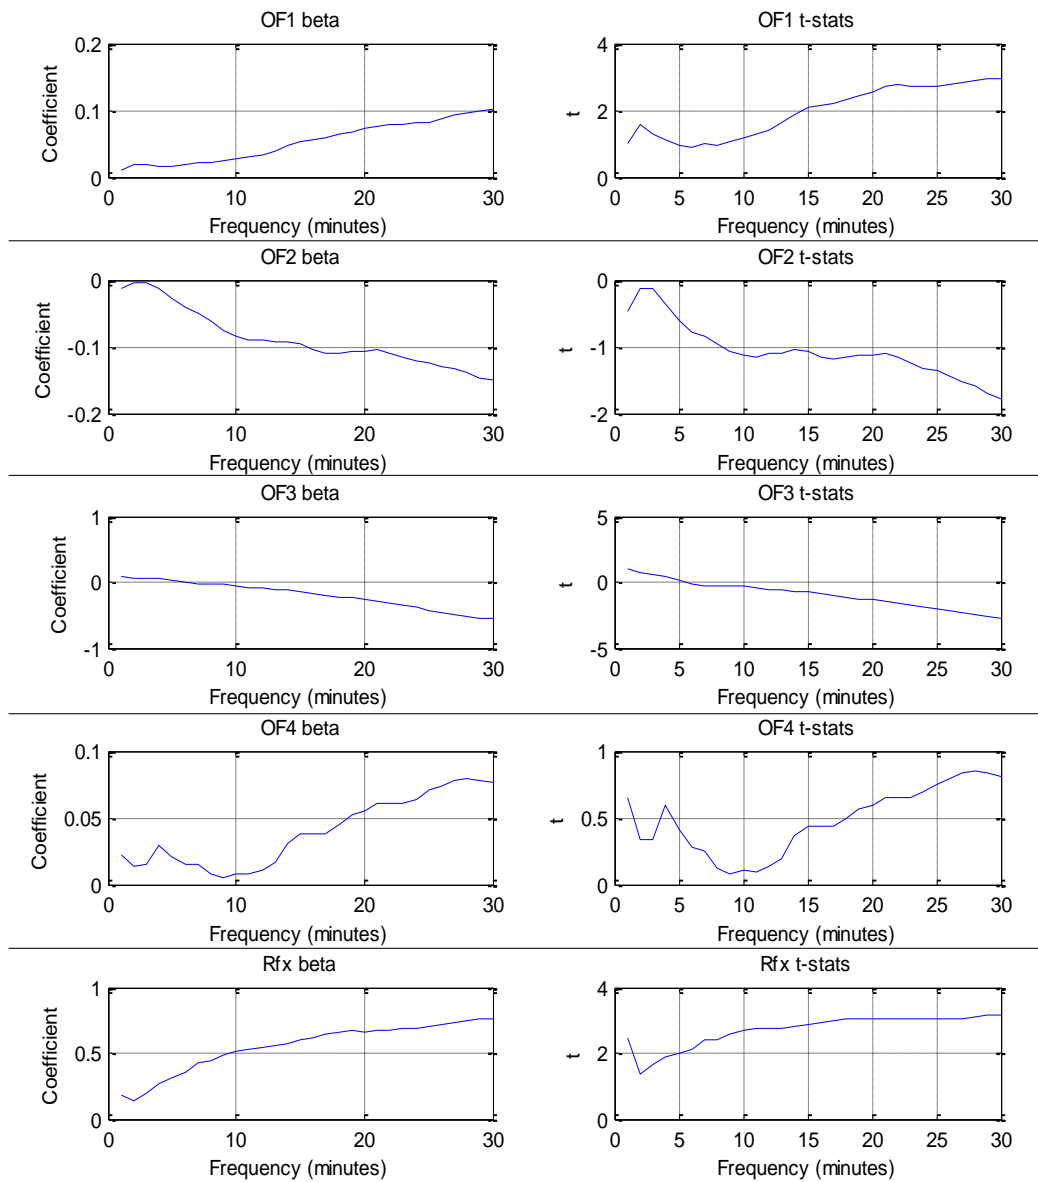 OF1 beta
OF1 t-stats
0.2
0.1
0
Coefficient
0 10 20 30
Frequency (minutes)
4
2
0
t
0 5 10 15 20 25 30
Frequency (minutes)
OF2 beta
OF2 t-stats
0
-0.1
-0.2
Coefficient
0 10 20 30
Frequency (minutes)
0
-1
-2
t
0 5 10 15 20 25 30
Frequency (minutes)
OF3 beta
OF3 t-stats
1
0
-1
Coefficient
0 10 20 30
Frequency (minutes)
5
0
-5
t
0 5 10 15 20 25 30
Frequency (minutes)
OF4 beta
OF4 t-stats
0.1
0.05
0
Coefficient
0 10 20 30
Frequency (minutes)
1
0.5
0
t
0 5 10 15 20 25 30
Frequency (minutes)
Rfx beta
Rfx t-stats
1
0.5
0
Coefficient
0 10 20 30
Frequency (minutes)
4
2
0
t
0 5 10 15 20 25 30
Frequency (minutes)